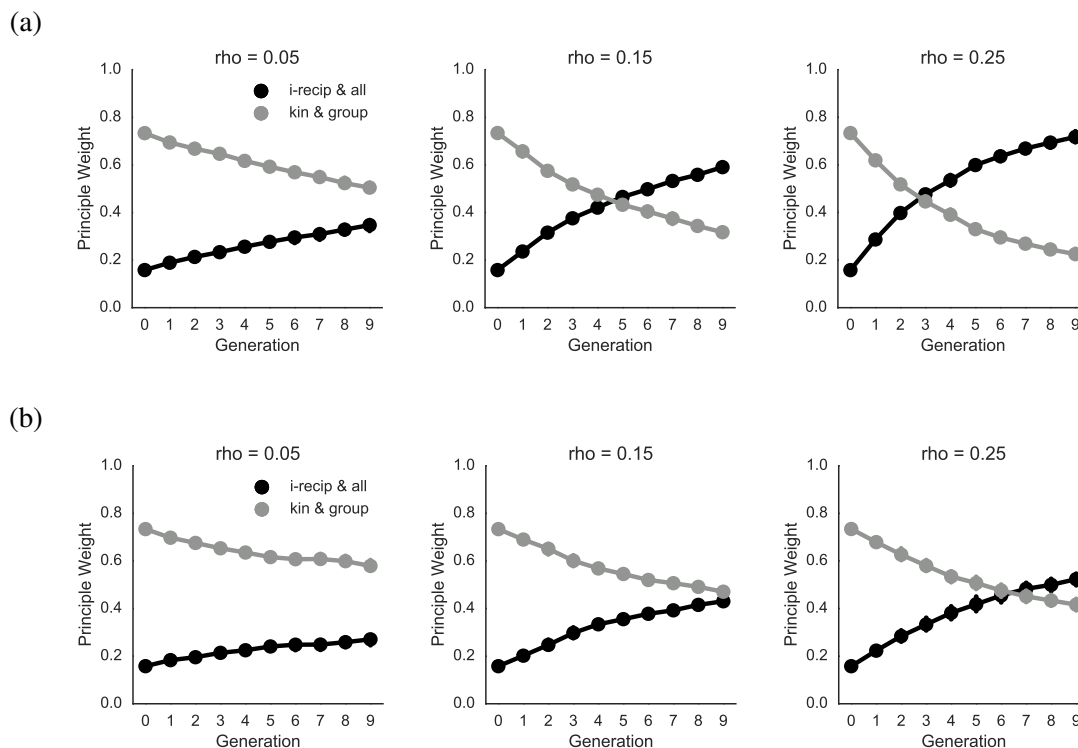 (a)
rho = 0.05
rho = 0.15
rho = 0.25
1.0
0.8
0.6
0.4
0.2
0.0
Principle Weight
i-recip & all
kin & group
0 1 2 3 4 5 6 7 8 9
Generation
1.0
0.8
0.6
0.4
0.2
0.0
Principle Weight
0 1 2 3 4 5 6 7 8 9
Generation
1.0
0.8
0.6
0.4
0.2
0.0
Principle Weight
0 1 2 3 4 5 6 7 8 9
Generation
(b)
rho = 0.05
rho = 0.15
rho = 0.25
1.0
0.8
0.6
0.4
0.2
0.0
Principle Weight
i-recip & all
kin & group
0 1 2 3 4 5 6 7 8 9
Generation
1.0
0.8
0.6
0.4
0.2
0.0
Principle Weight
0 1 2 3 4 5 6 7 8 9
Generation
1.0
0.8
0.6
0.4
0.2
0.0
Principle Weight
0 1 2 3 4 5 6 7 8 9
Generation